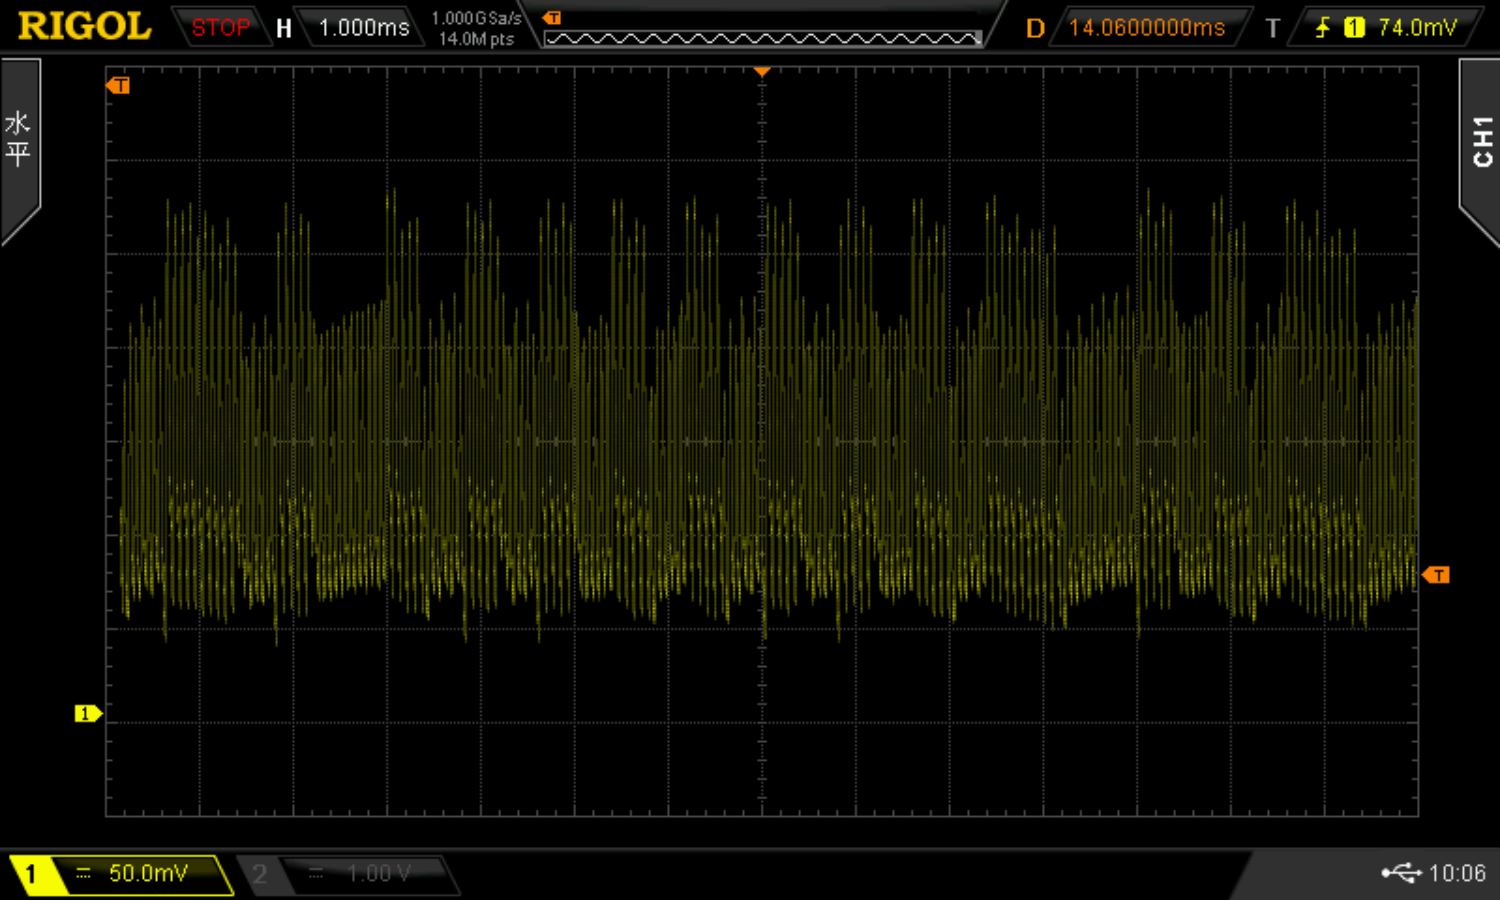 RIGOL STOP H 1.000ms 1.000GSa/s 14.0M pts T D 14.0600000ms T 1 74.0mV
T
水平
CH1
T
1
1 50.0mV 2 1.00 V 10:06